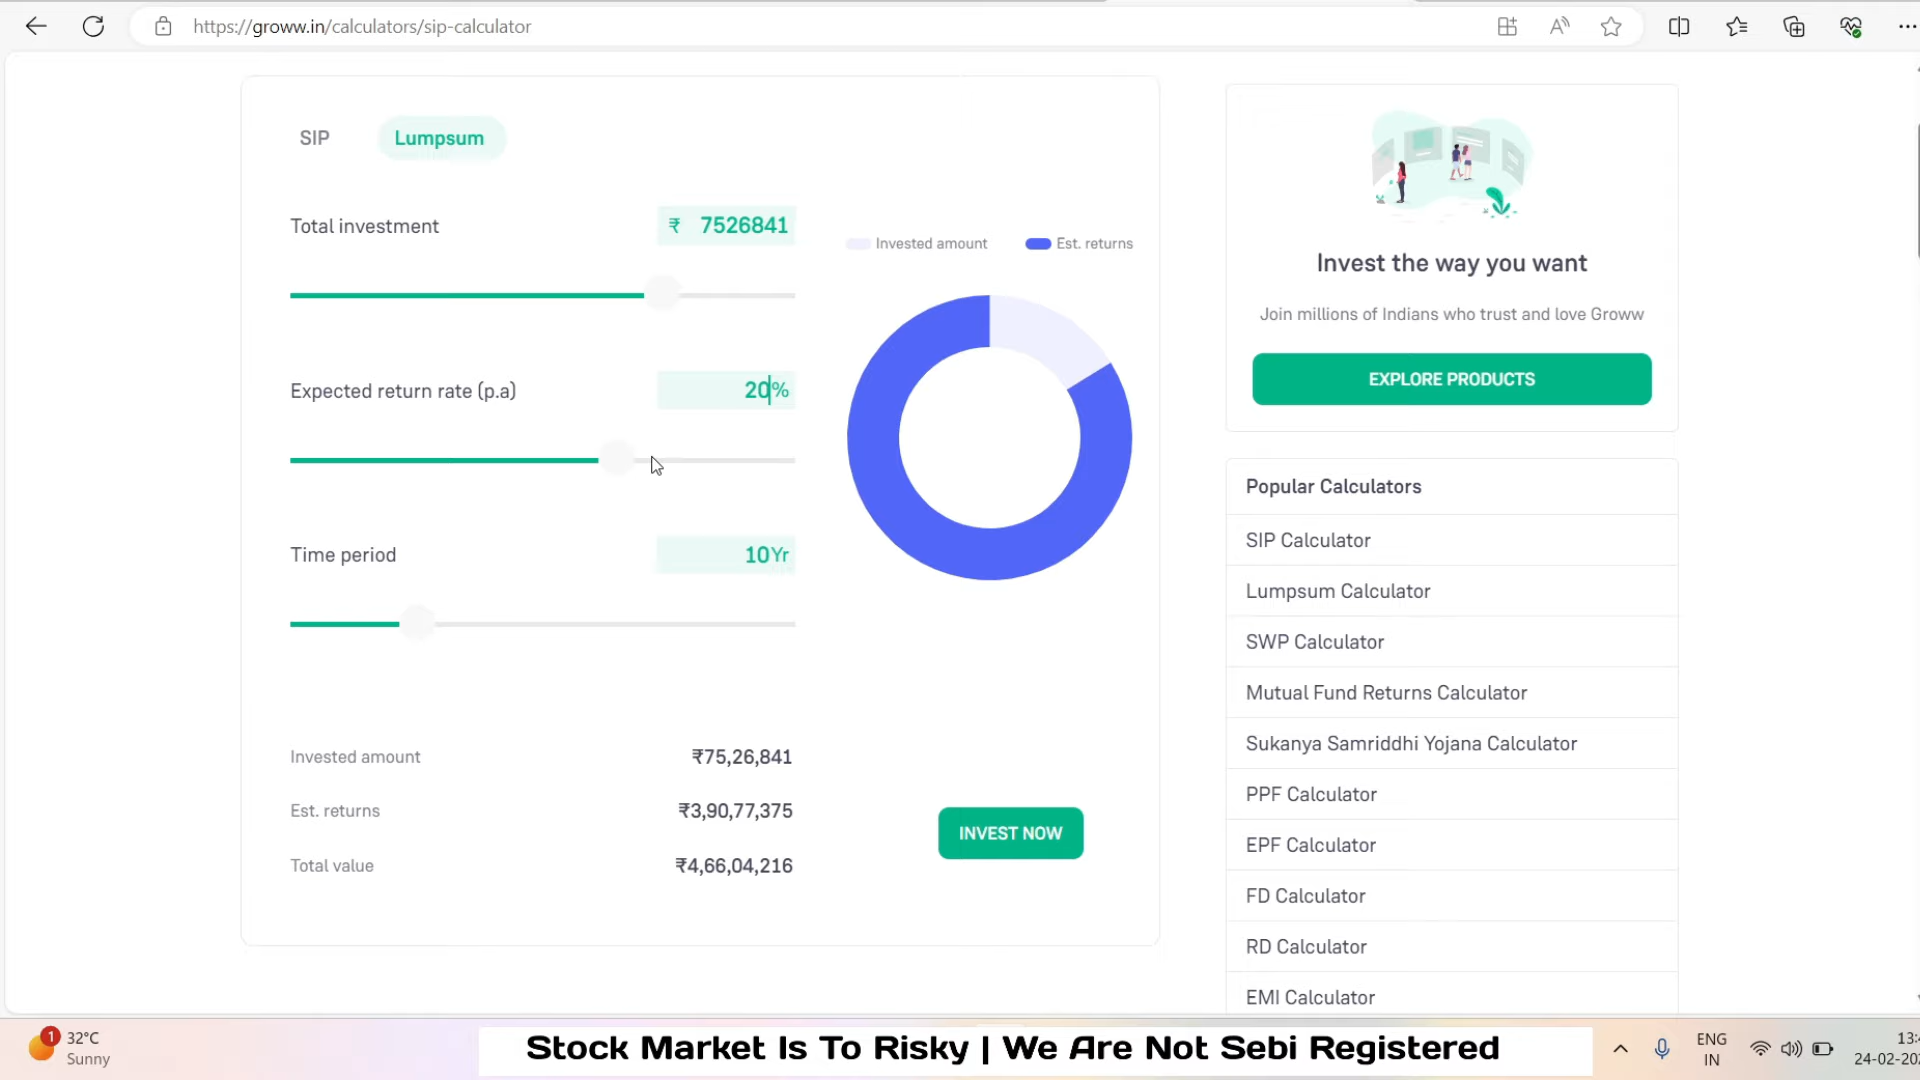 https://groww.in/calculators/sip-calculator
SIP
Lumpsum
Total investment
₹ 7526841
Expected return rate (p.a)
20%
Time period
10Yr
Invested amount
₹75,26,841
Est. returns
₹3,90,77,375
Total value
₹4,66,04,216
Invested amount
Est. returns
INVEST NOW
Invest the way you want
Join millions of Indians who trust and love Groww
EXPLORE PRODUCTS
Popular Calculators
SIP Calculator
Lumpsum Calculator
SWP Calculator
Mutual Fund Returns Calculator
Sukanya Samriddhi Yojana Calculator
PPF Calculator
EPF Calculator
FD Calculator
RD Calculator
EMI Calculator
1
32°C
Sunny
Stock Market Is To Risky | We Are Not Sebi Registered
ENG
IN